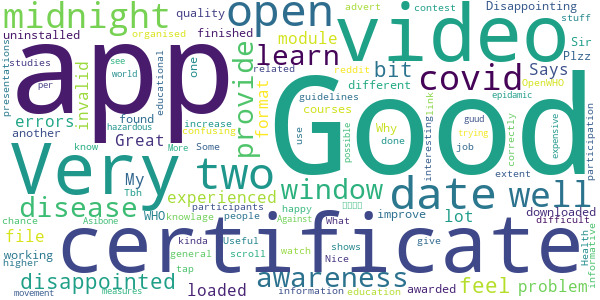 midnight
quality
open
advert
contest
Disappointing
stuff
uninstalled
finished
organised
reddit
video
Sir
presentations
studies
see
world
per
errors
invalid
another
educational
one
module
learn
bit
covid
Says
Plzz
app
hazardous
found
provide
related
format
different
guidelines
link
OpenWHO
epidemic
know
confusing
increase
courses
Great
More
Some
use
possible
Why
done
interesting
guud
trying
job
correctly
expensive
participation
Very
two
Good
My
Tbh
experienced
window
date
extent
well
disease
WHO
participants
knowlage
people
happy
Against
What
improve
lot
downloaded
difficult
chance
Asibone
file
kinda
Useful
certificate
shows
give
Health
informative
working
higher
general
scroll
tap
watch
Nice
disappointed
awareness
feel
problem
movement
measures
loaded
information
education
awarded